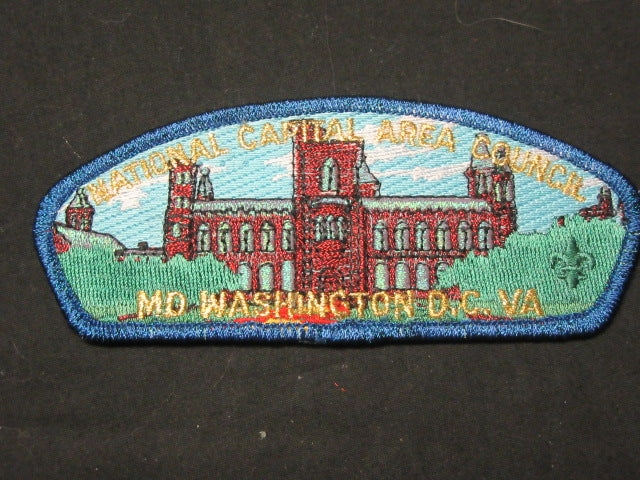 NATIONAL CAPITAL AREA COUNCIL
MD WASHINGTON D.C. VA